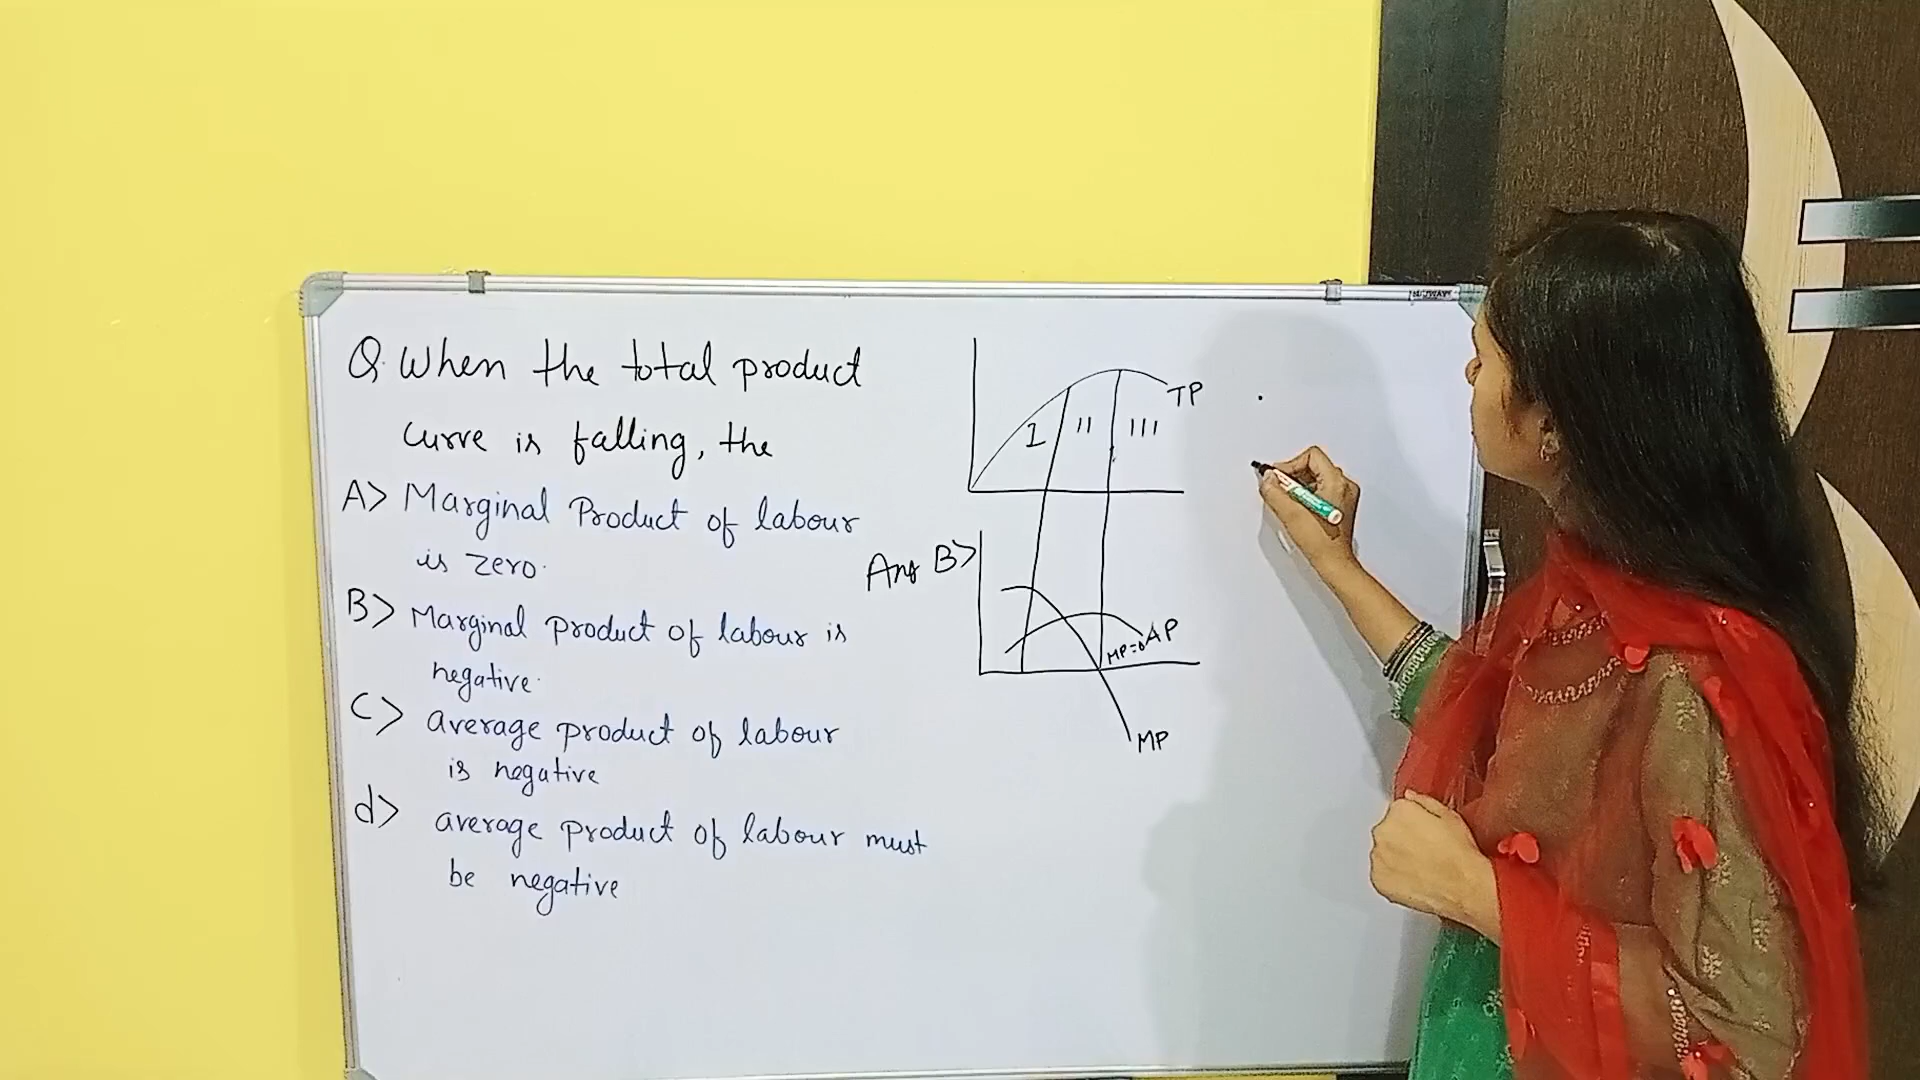 Q. When the total product
curve is falling, the
A> Marginal Product of labour
is zero.
B> Marginal product of labour is
negative.
C> average product of labour
is negative
d> average product of labour must
be negative
TP
I II III
Ans B>
AP
MP=0
MP